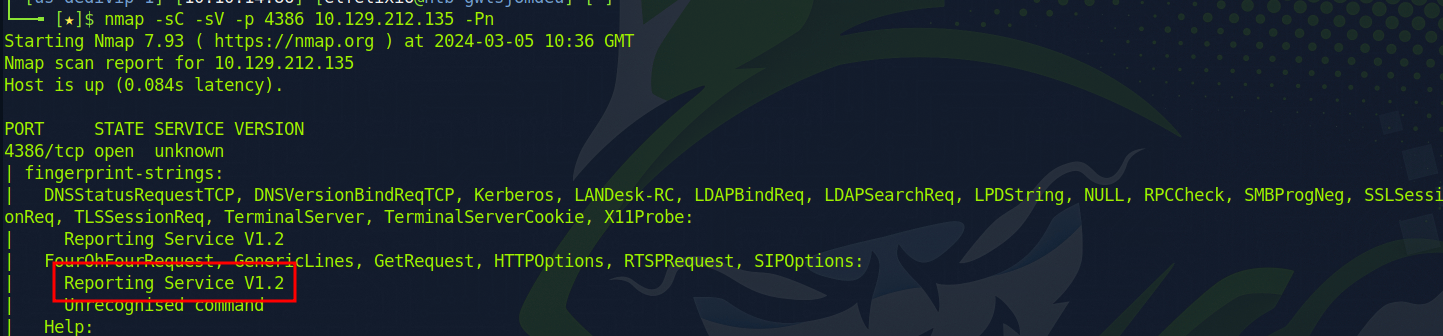 [★]$ nmap -sC -sV -p 4386 10.129.212.135 -Pn
Starting Nmap 7.93 ( https://nmap.org ) at 2024-03-05 10:36 GMT
Nmap scan report for 10.129.212.135
Host is up (0.084s latency).
PORT     STATE SERVICE VERSION
4386/tcp open  unknown
| fingerprint-strings:
|   DNSStatusRequestTCP, DNSVersionBindReqTCP, Kerberos, LANDesk-RC, LDAPBindReq, LDAPSearchReq, LPDString, NULL, RPCCheck, SMBProgNeg, SSLSessi
onReq, TLSSessionReq, TerminalServer, TerminalServerCookie, X11Probe:
|     Reporting Service V1.2
|   FourOhFourRequest, GenericLines, GetRequest, HTTPOptions, RTSPRequest, SIPOptions:
|     Reporting Service V1.2
|     Unrecognised command
|   Help: